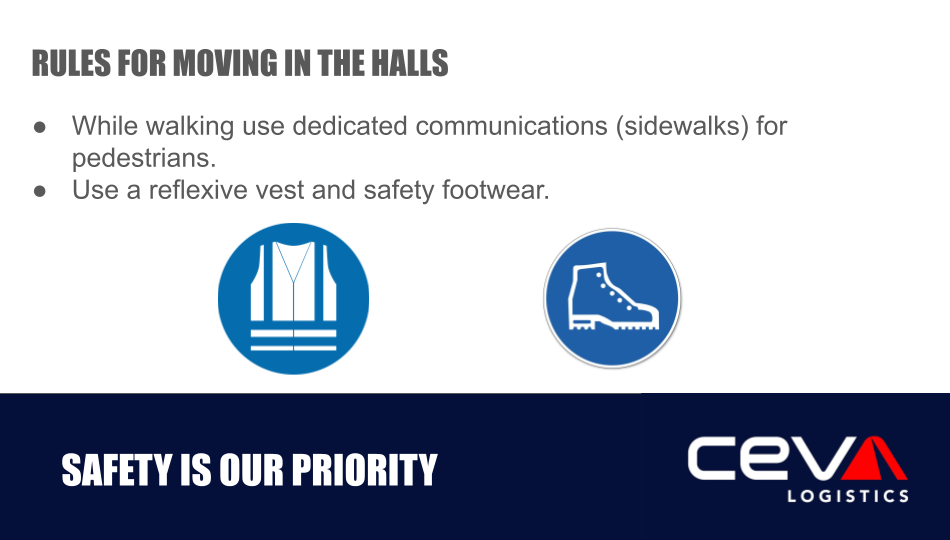 RULES FOR MOVING IN THE HALLS
● While walking use dedicated communications (sidewalks) for
pedestrians.
● Use a reflexive vest and safety footwear.
SAFETY IS OUR PRIORITY
CEVA
LOGISTICS